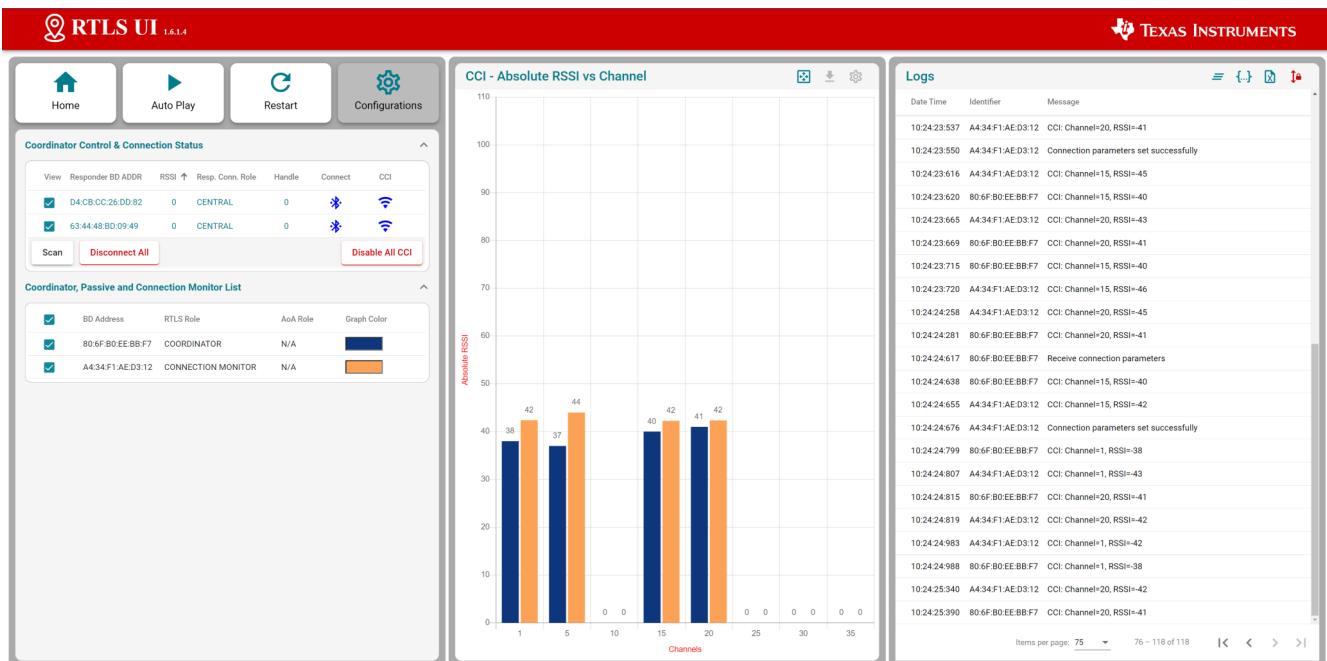 RTLS UI 1.6.1.4
TEXAS INSTRUMENTS
Home
Auto Play
Restart
Configurations
Coordinator Control & Connection Status
View Responder BD ADDR RSSI Resp. Conn. Role Handle Connect CCI
D4:CB:CC:26:DD:82 0 CENTRAL 0
63:44:48:BD:09:49 0 CENTRAL 0
Scan Disconnect All Disable All CCI
Coordinator, Passive and Connection Monitor List
BD Address RTLS Role AoA Role Graph Color
80:6F:B0:EE:BB:F7 COORDINATOR N/A
A4:34:F1:AE:D3:12 CONNECTION MONITOR N/A
CCI - Absolute RSSI vs Channel
110
100
90
80
70
60
50
40
30
20
10
0
Absolute RSSI
38 42 37 44 0 0 40 42 41 42 0 0 0 0 0 0
1 5 10 15 20 25 30 35
Channels
Logs
Date Time Identifier Message
10:24:23:537 A4:34:F1:AE:D3:12 CCI: Channel=20, RSSI=-41
10:24:23:550 A4:34:F1:AE:D3:12 Connection parameters set successfully
10:24:23:616 A4:34:F1:AE:D3:12 CCI: Channel=15, RSSI=-45
10:24:23:620 80:6F:B0:EE:BB:F7 CCI: Channel=15, RSSI=-40
10:24:23:665 A4:34:F1:AE:D3:12 CCI: Channel=20, RSSI=-43
10:24:23:669 80:6F:B0:EE:BB:F7 CCI: Channel=20, RSSI=-41
10:24:23:715 80:6F:B0:EE:BB:F7 CCI: Channel=15, RSSI=-40
10:24:23:720 A4:34:F1:AE:D3:12 CCI: Channel=15, RSSI=-46
10:24:24:258 A4:34:F1:AE:D3:12 CCI: Channel=20, RSSI=-45
10:24:24:281 80:6F:B0:EE:BB:F7 CCI: Channel=20, RSSI=-41
10:24:24:617 80:6F:B0:EE:BB:F7 Receive connection parameters
10:24:24:638 80:6F:B0:EE:BB:F7 CCI: Channel=15, RSSI=-40
10:24:24:655 A4:34:F1:AE:D3:12 CCI: Channel=15, RSSI=-42
10:24:24:676 A4:34:F1:AE:D3:12 Connection parameters set successfully
10:24:24:799 80:6F:B0:EE:BB:F7 CCI: Channel=1, RSSI=-38
10:24:24:807 A4:34:F1:AE:D3:12 CCI: Channel=1, RSSI=-43
10:24:24:815 80:6F:B0:EE:BB:F7 CCI: Channel=20, RSSI=-41
10:24:24:819 A4:34:F1:AE:D3:12 CCI: Channel=20, RSSI=-42
10:24:24:983 A4:34:F1:AE:D3:12 CCI: Channel=1, RSSI=-42
10:24:24:988 80:6F:B0:EE:BB:F7 CCI: Channel=1, RSSI=-38
10:24:25:340 A4:34:F1:AE:D3:12 CCI: Channel=20, RSSI=-42
10:24:25:390 80:6F:B0:EE:BB:F7 CCI: Channel=20, RSSI=-41
Items per page: 75 76 – 118 of 118